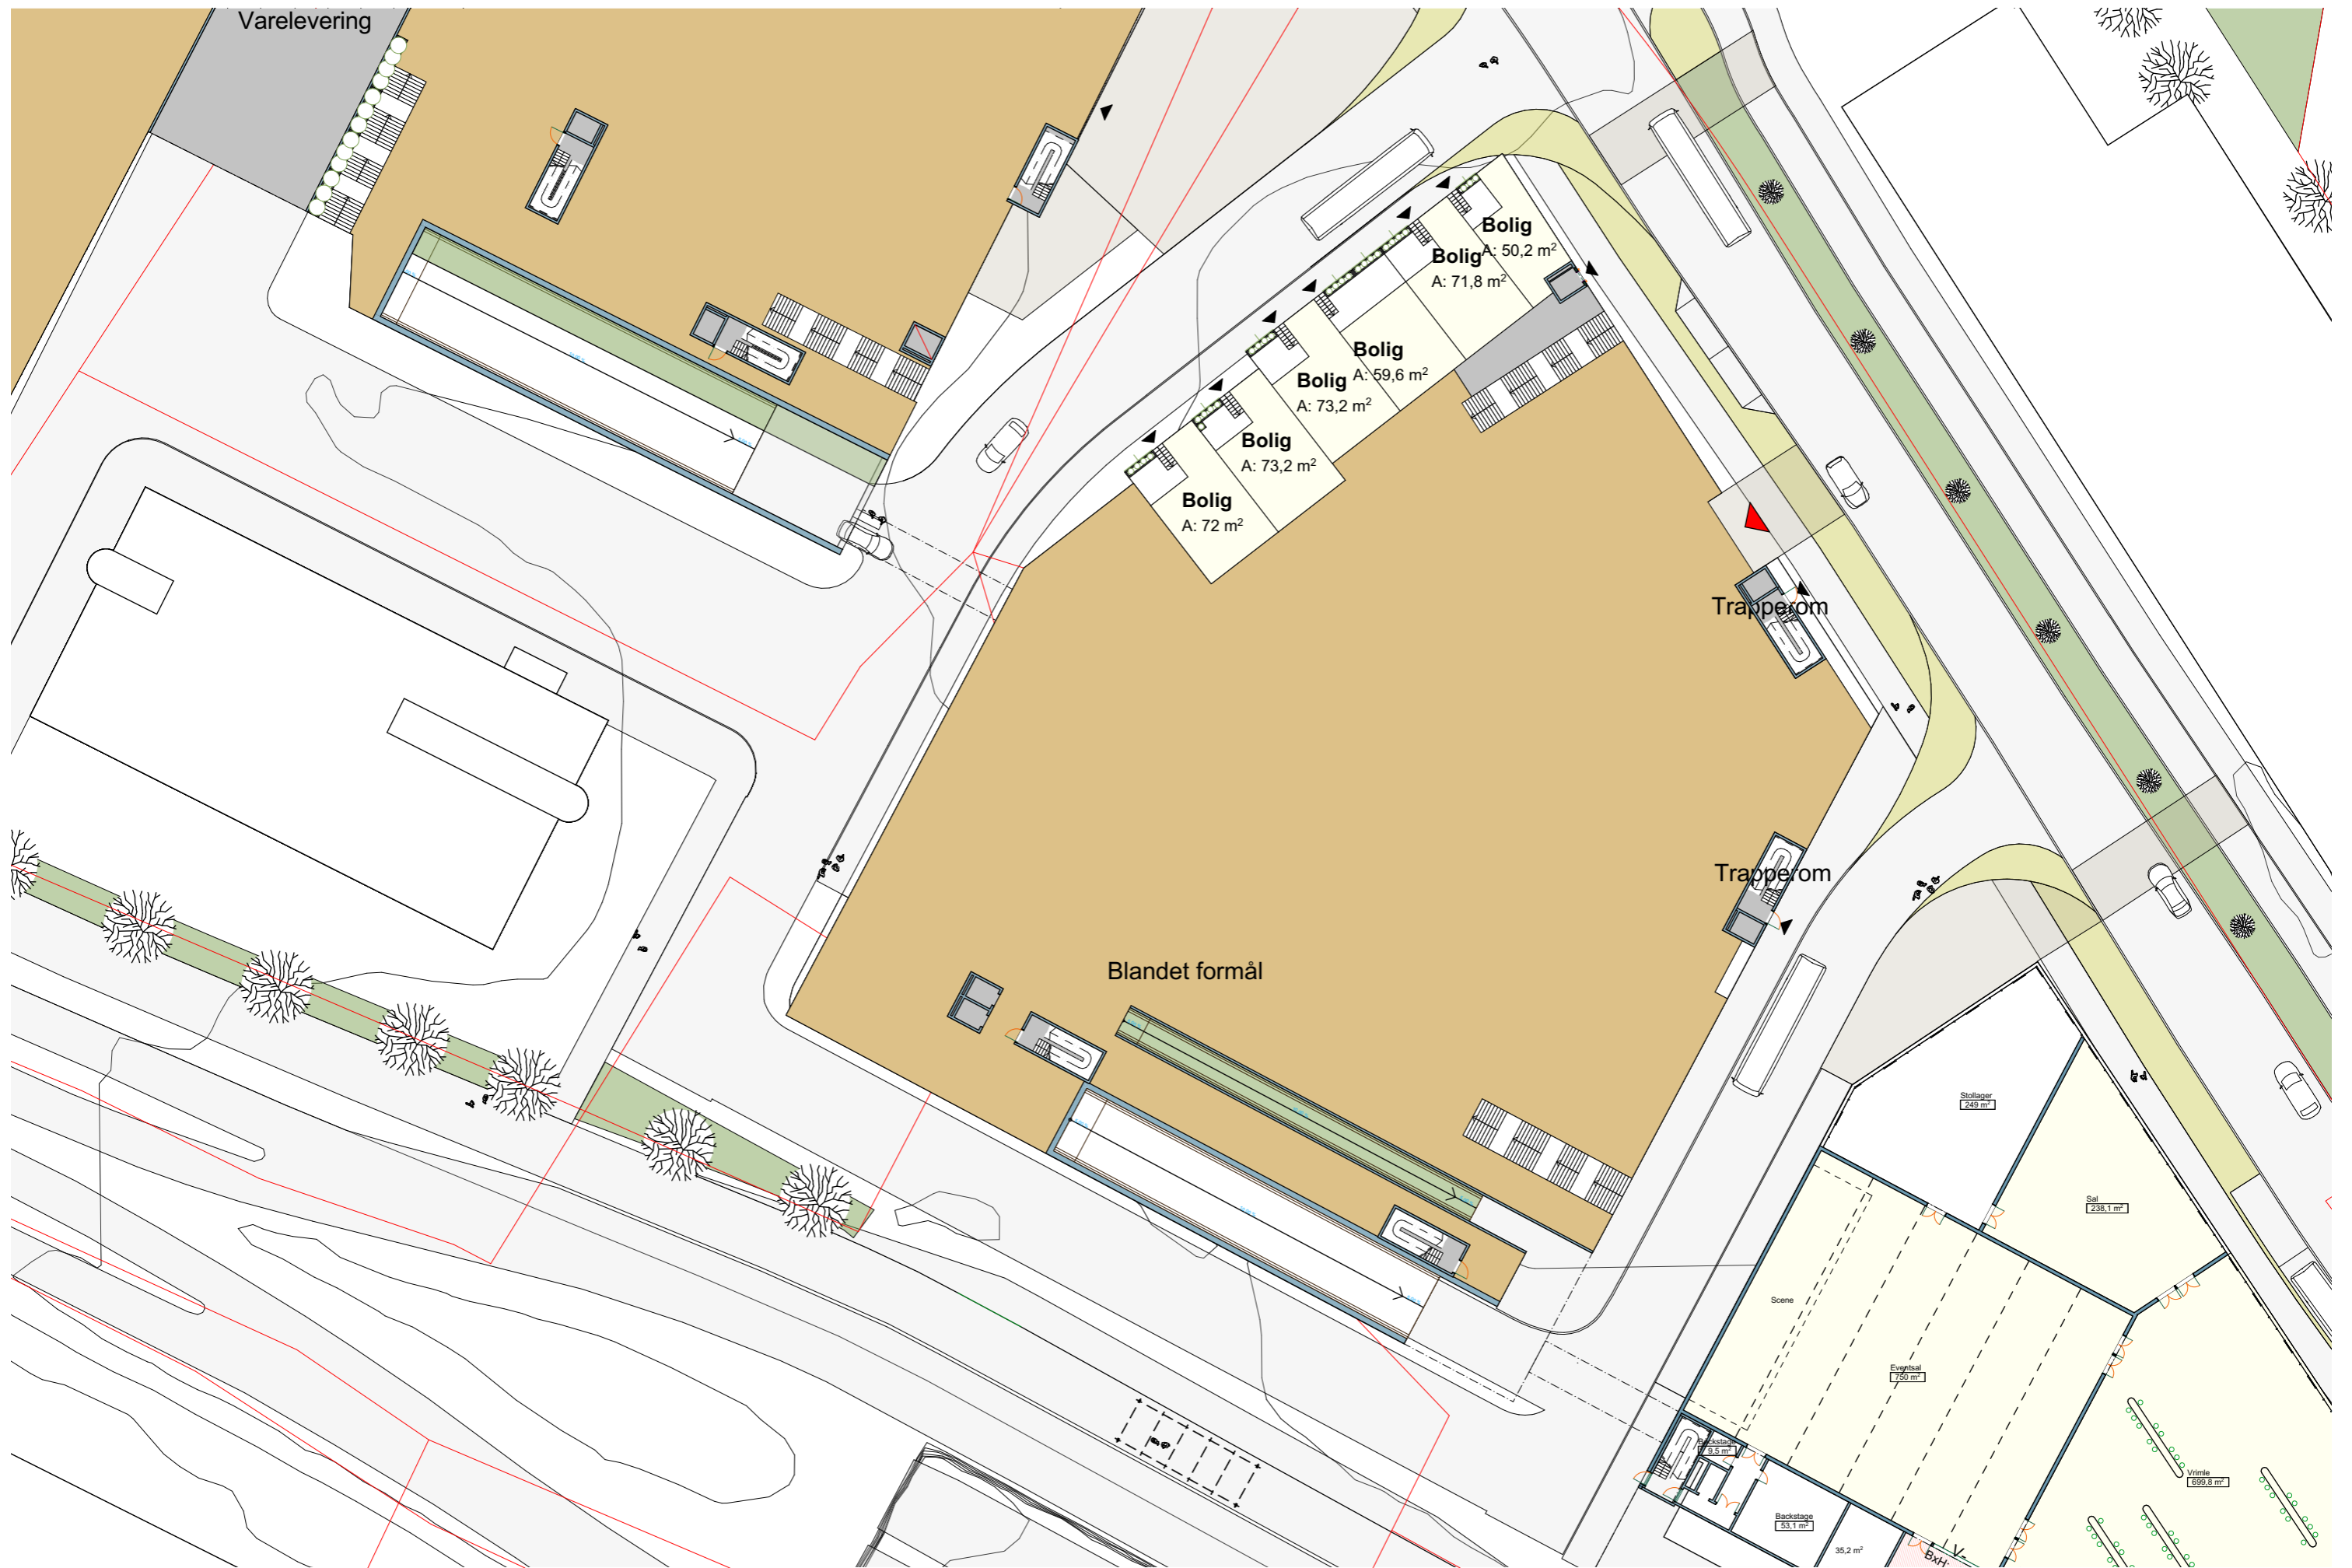 Varelevering
Bolig
A: 50,2 m²
Bolig
A: 71,8 m²
Bolig
A: 59,6 m²
Bolig
A: 73,2 m²
Bolig
A: 73,2 m²
Bolig
A: 72 m²
Trapperom
Trapperom
Blandet formål
Stollager
249 m²
Sal
238,1 m²
Scene
Eventsal
750 m²
Backstage
9,5 m²
Vrimle
699,8 m²
Backstage
53,1 m²
35,2 m²
BxH: